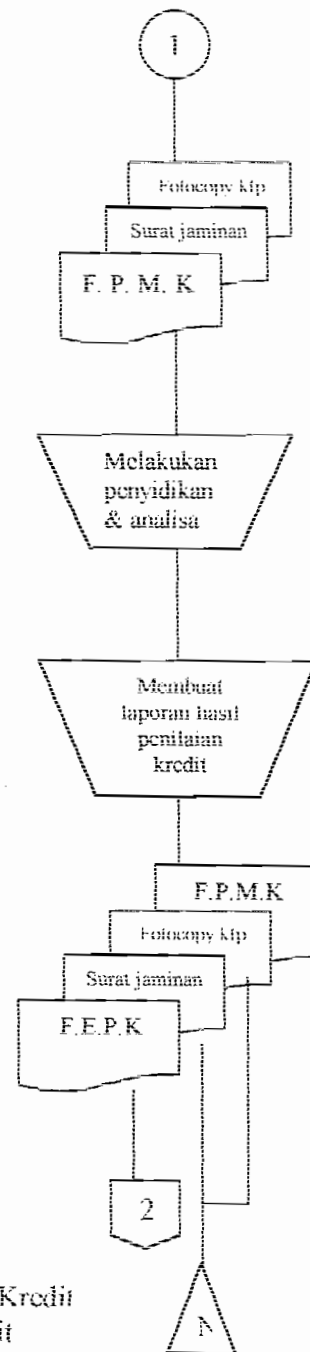 1
Fotocopy ktp
Surat jaminan
F. P. M. K
Melakukan
penyidikan
& analisa
Membuat
laporan hasil
penilaian
kredit
F.P.M.K
Fotocopy ktp
Surat jaminan
F.E.P.K
2
Kredit
it
N